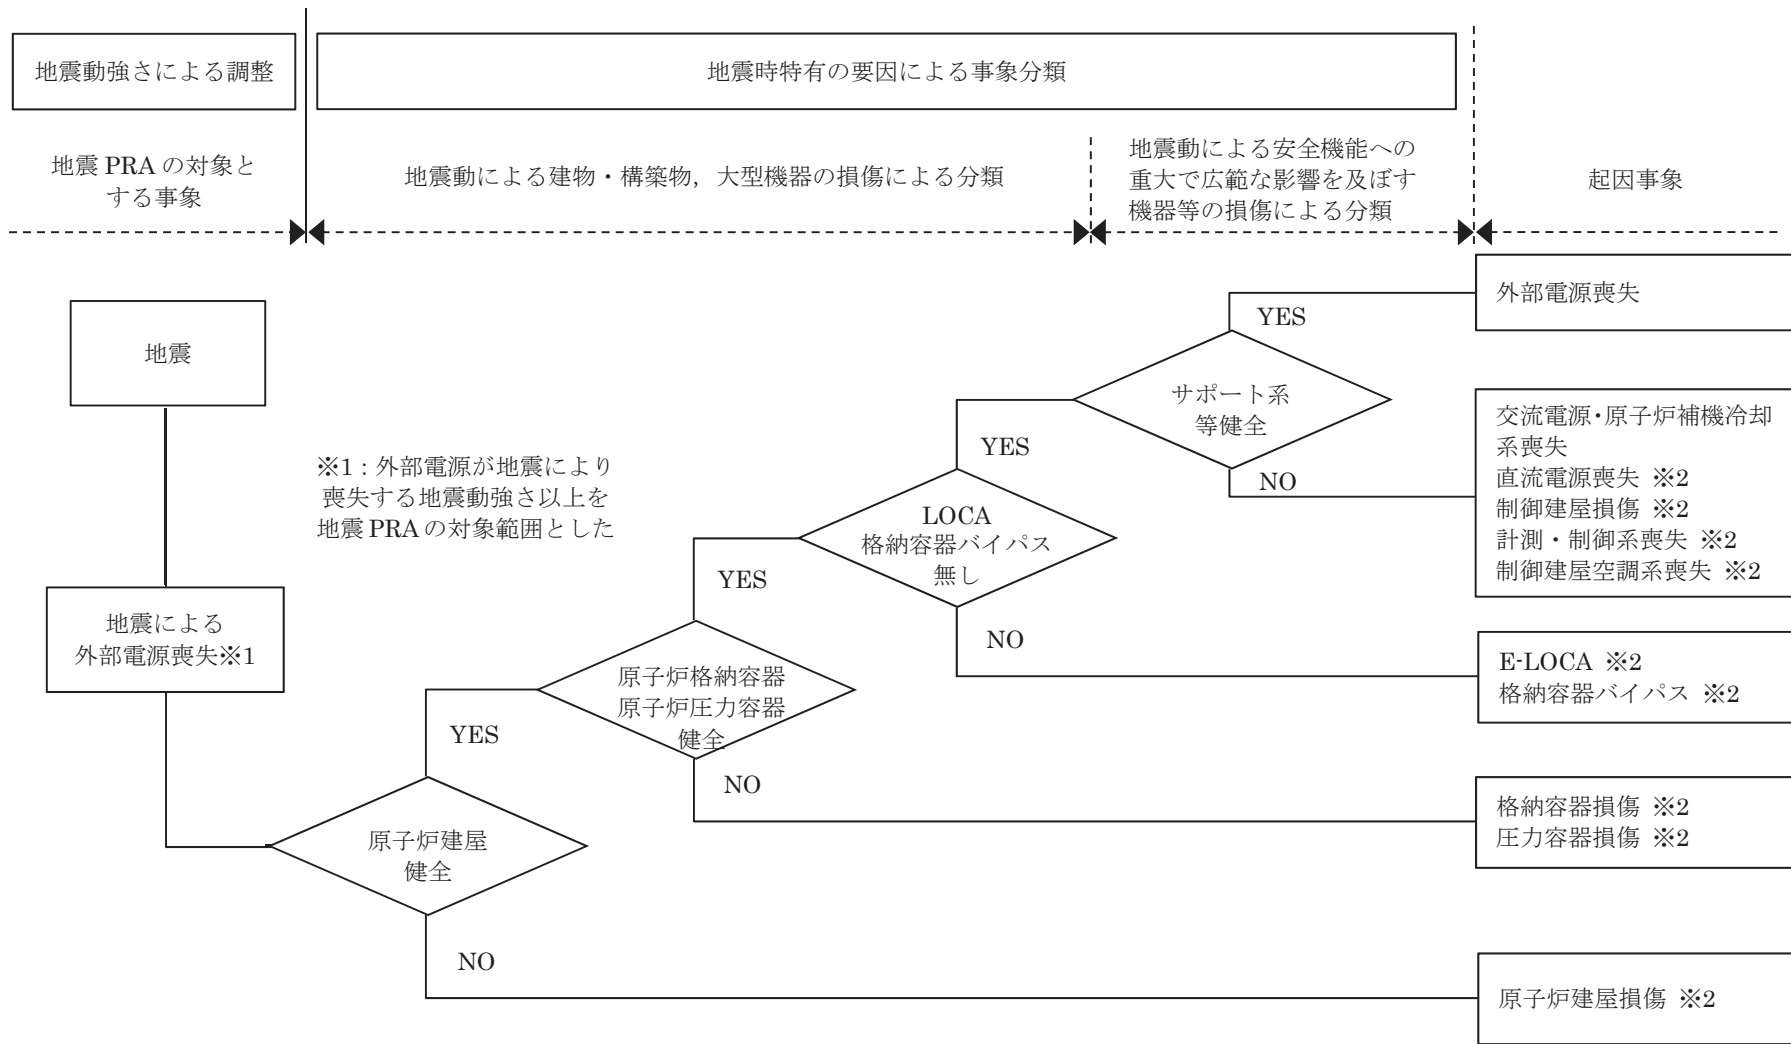 地震動強さによる調整
地震時特有の要因による事象分類
地震 PRA の対象と
する事象
地震動による建物・構築物，大型機器の損傷による分類
地震動による安全機能への
重大で広範な影響を及ぼす
機器等の損傷による分類
起因事象
地震
※1：外部電源が地震により
喪失する地震動強さ以上を
地震 PRA の対象範囲とした
地震による
外部電源喪失※1
原子炉建屋
健全
YES
NO
原子炉格納容器
原子炉圧力容器
健全
YES
NO
LOCA
格納容器バイパス
無し
YES
NO
サポート系
等健全
YES
NO
外部電源喪失
交流電源・原子炉補機冷却
系喪失
直流電源喪失 ※2
制御建屋損傷 ※2
計測・制御系喪失 ※2
制御建屋空調系喪失 ※2
E-LOCA ※2
格納容器バイパス ※2
格納容器損傷 ※2
圧力容器損傷 ※2
原子炉建屋損傷 ※2